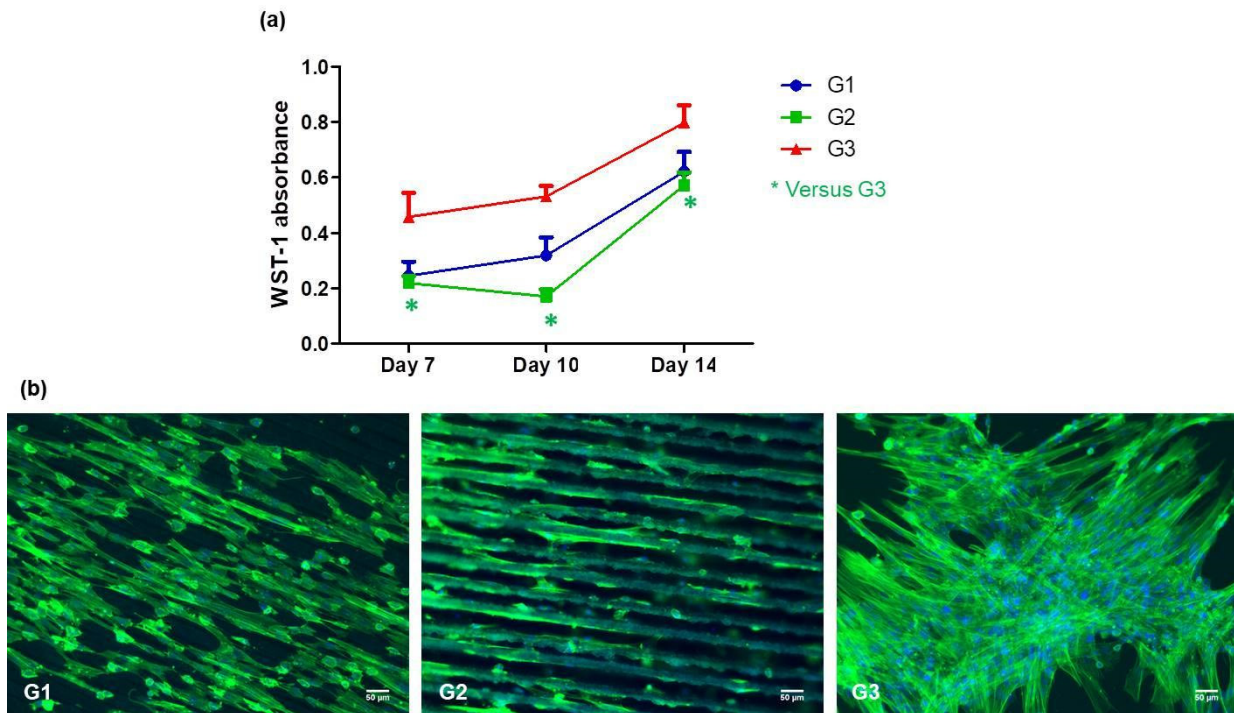 (a)
WST-1 absorbance
1.0
0.8
0.6
0.4
0.2
0.0
Day 7 Day 10 Day 14
G1
G2
G3
* Versus G3
*
*
*
(b)
G1 50 µm
G2 50 µm
G3 50 µm